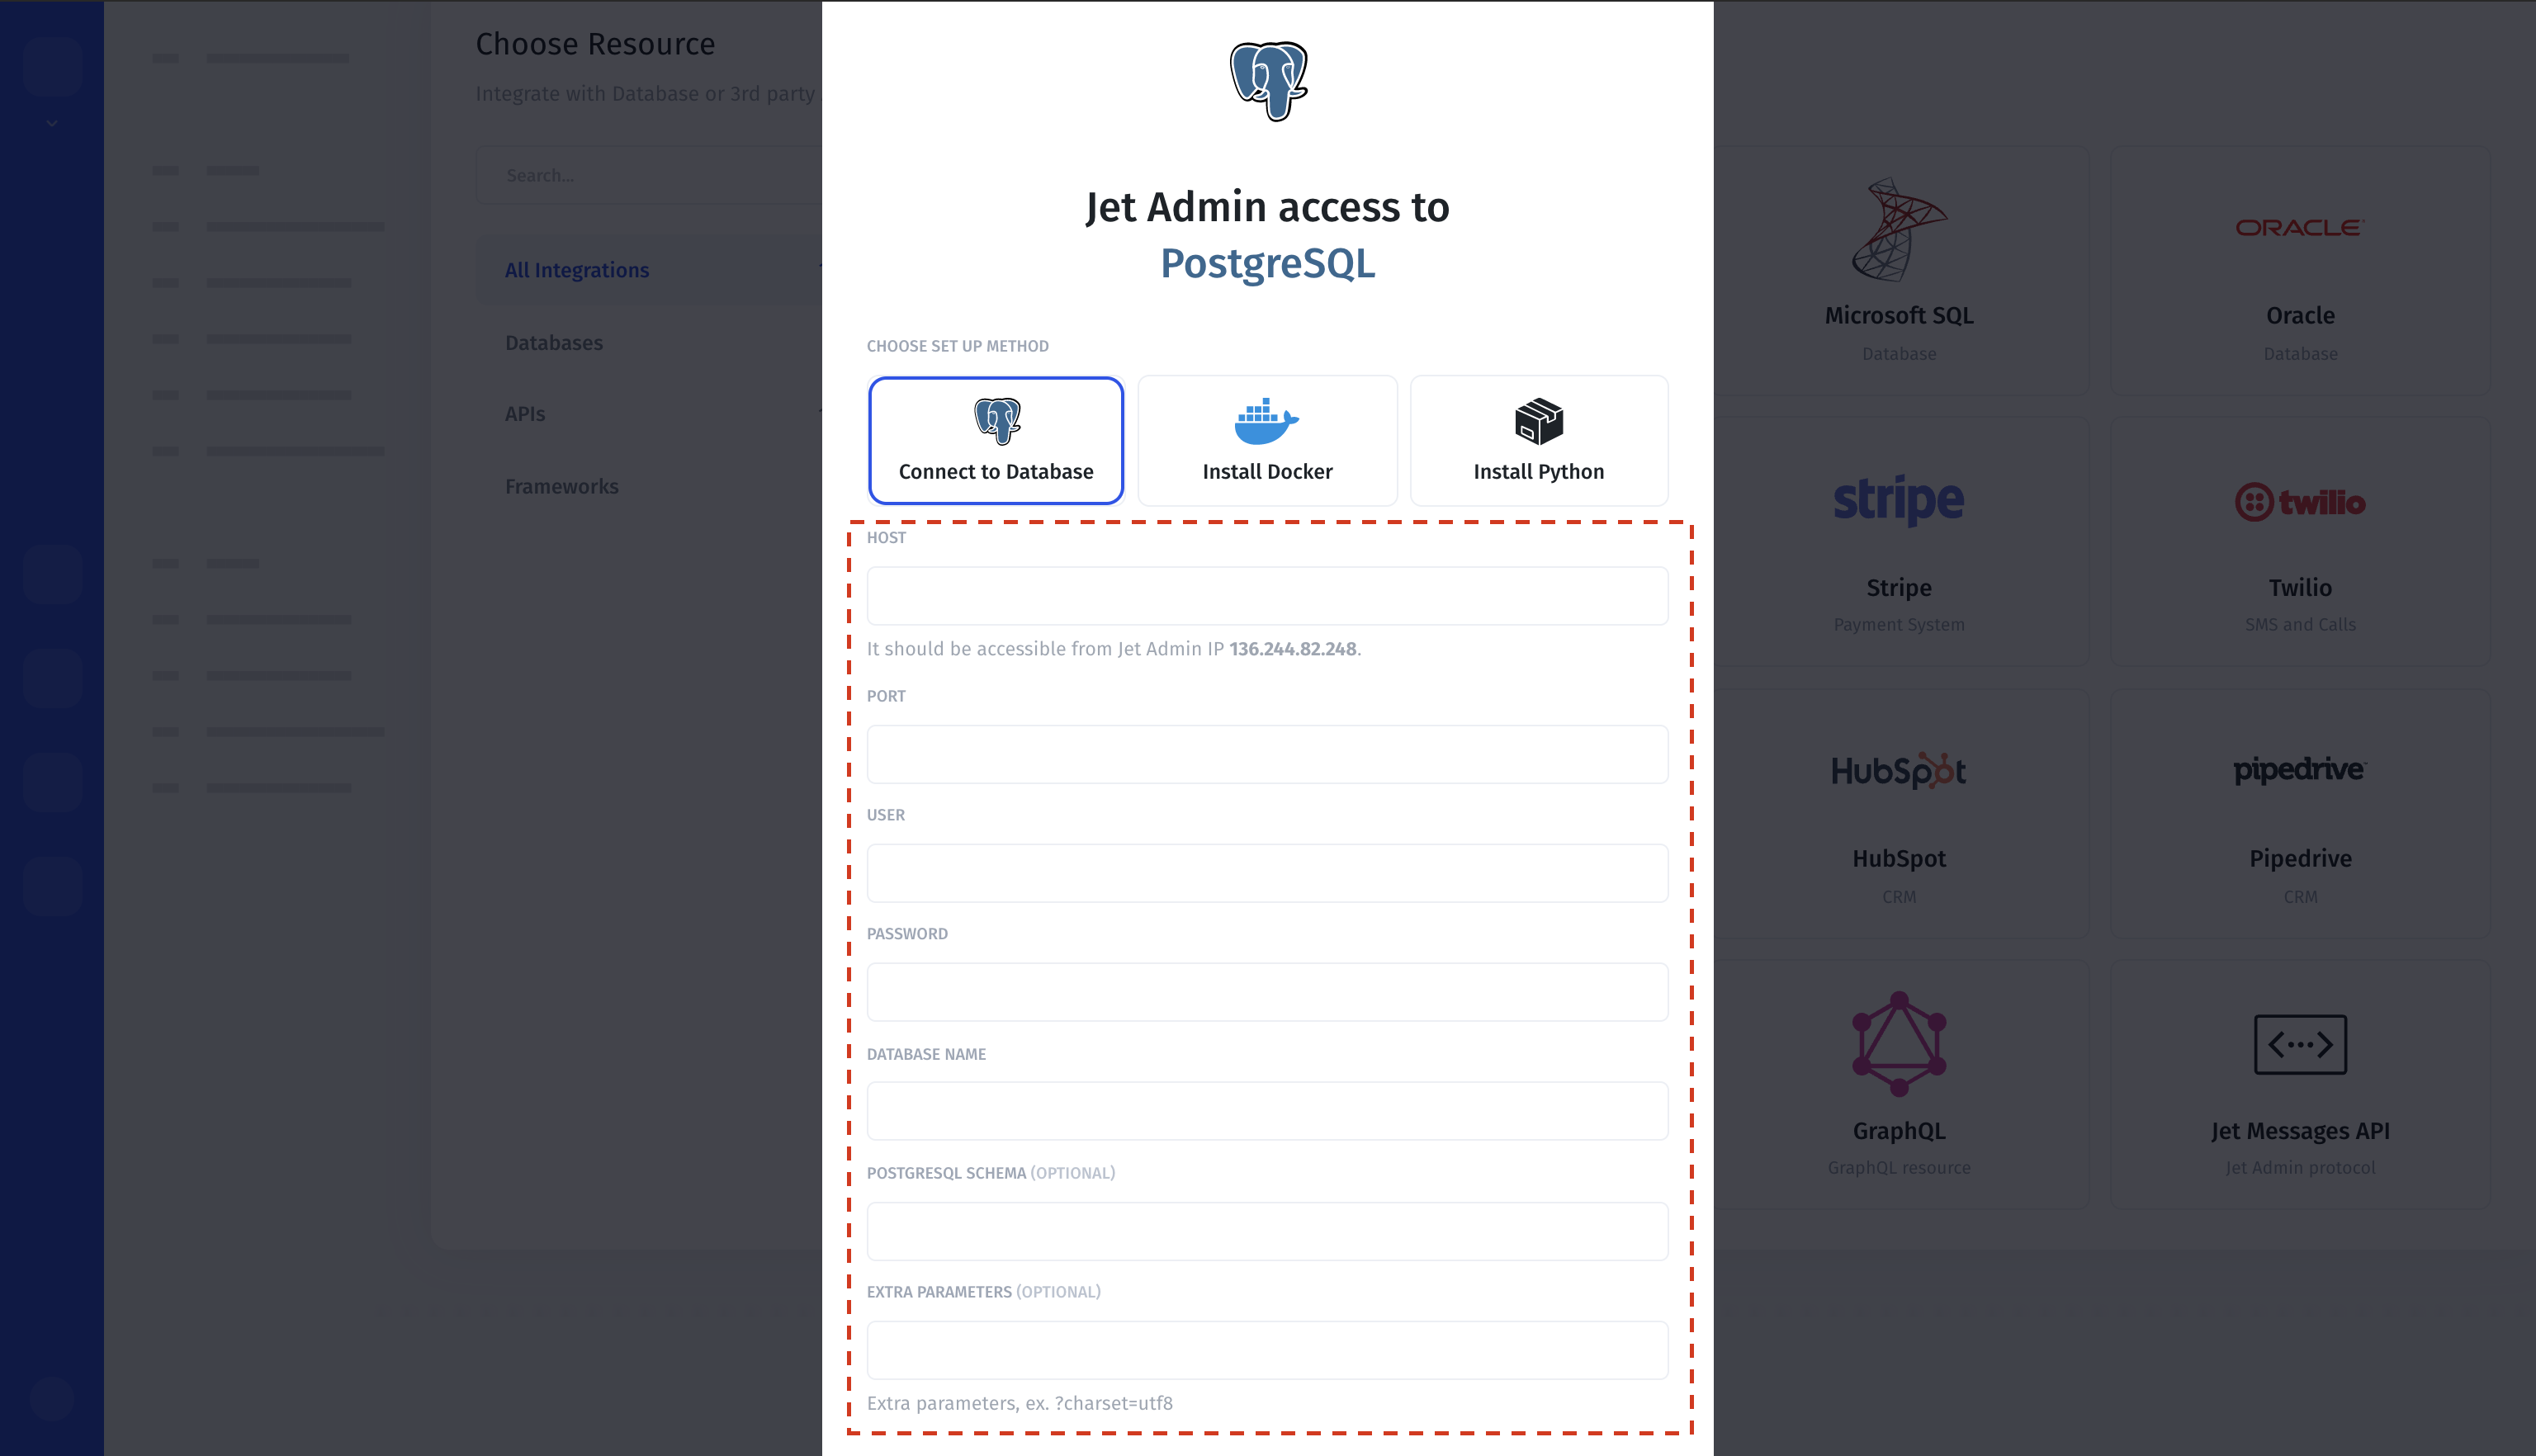 Choose Resource
Integrate with Database or 3rd party
Search...
All Integrations
Databases
APIs
Frameworks
Jet Admin access to
PostgreSQL
CHOOSE SET UP METHOD
Connect to Database
Install Docker
Install Python
HOST
It should be accessible from Jet Admin IP 136.244.82.248.
PORT
USER
PASSWORD
DATABASE NAME
POSTGRESQL SCHEMA (OPTIONAL)
EXTRA PARAMETERS (OPTIONAL)
Extra parameters, ex. ?charset=utf8
Microsoft SQL
Database
ORACLE
Oracle
Database
stripe
Stripe
Payment System
twilio
Twilio
SMS and Calls
HubSpot
HubSpot
CRM
pipedrive
Pipedrive
CRM
GraphQL
GraphQL resource
Jet Messages API
Jet Admin protocol